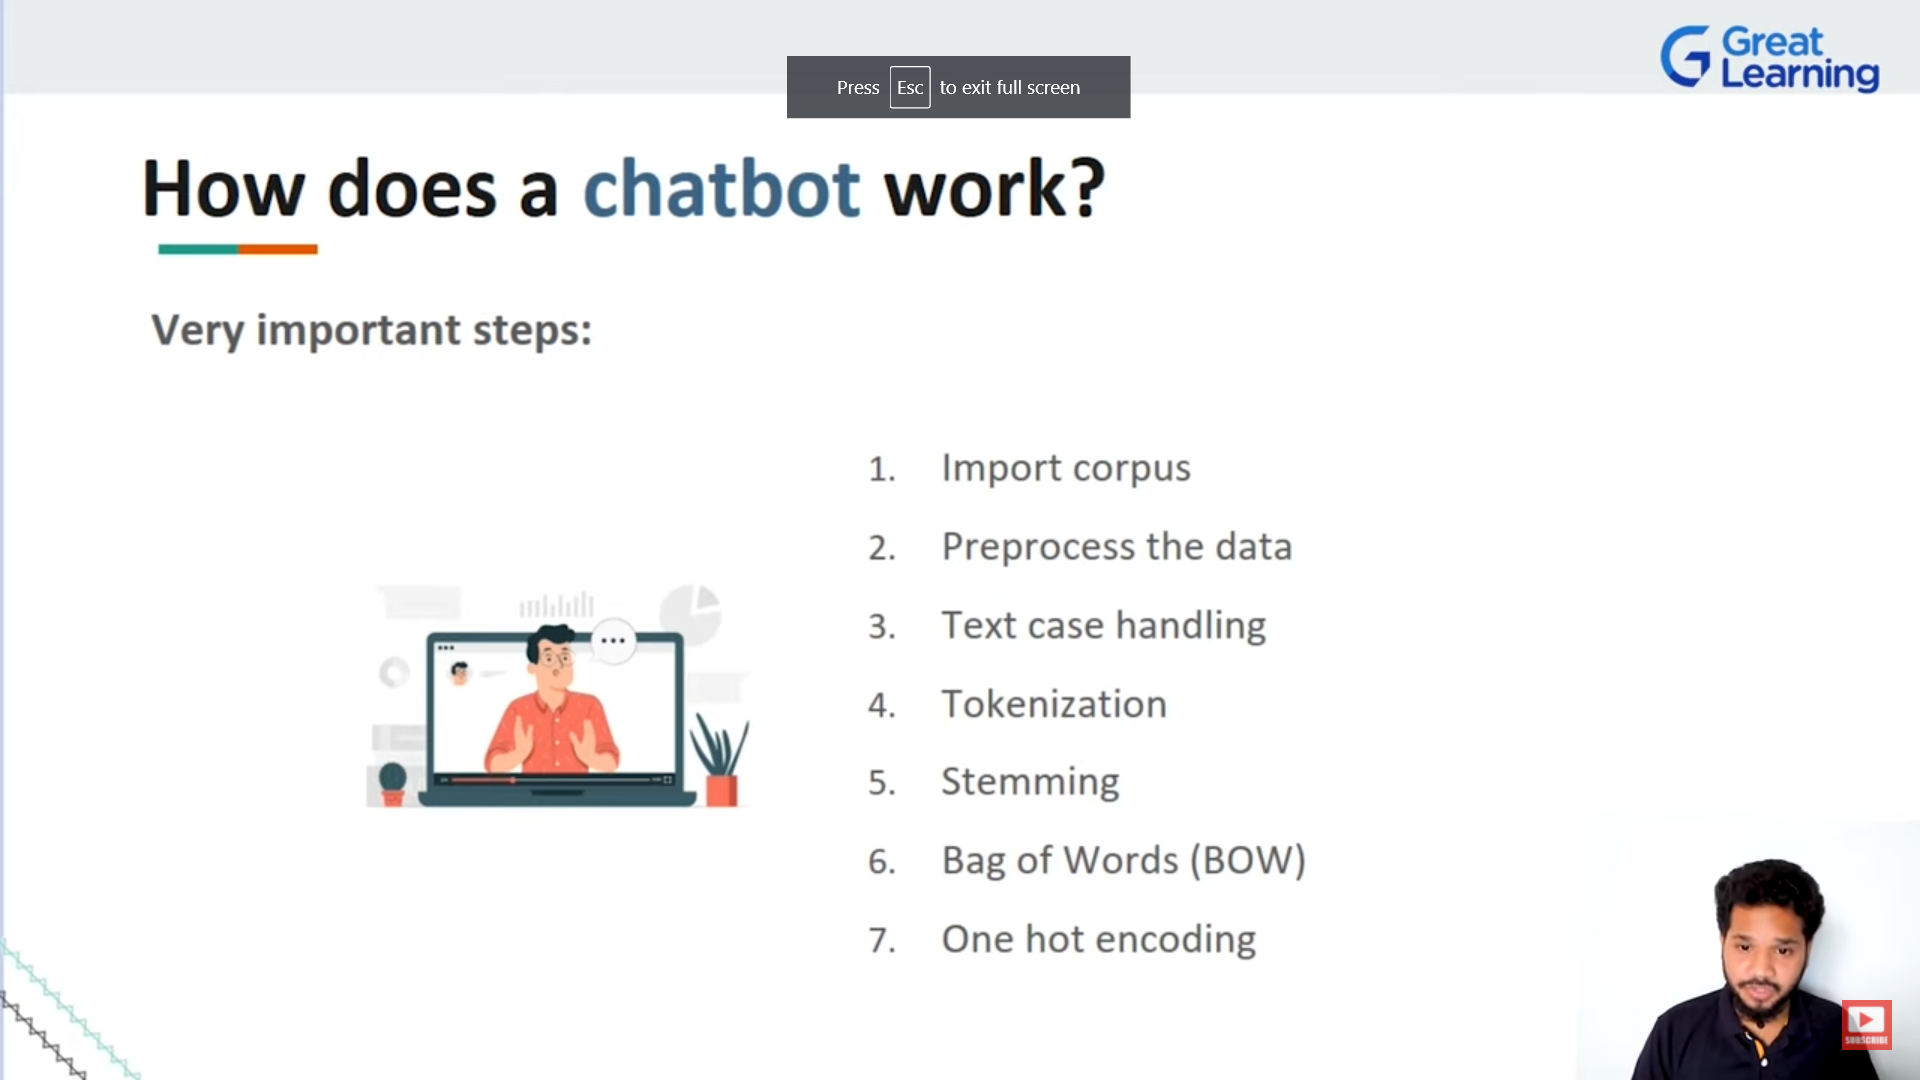 Great
Learning
Press Esc to exit full screen
How does a chatbot work?
Very important steps:
1. Import corpus
2. Preprocess the data
3. Text case handling
4. Tokenization
5. Stemming
6. Bag of Words (BOW)
7. One hot encoding
SUBSCRIBE